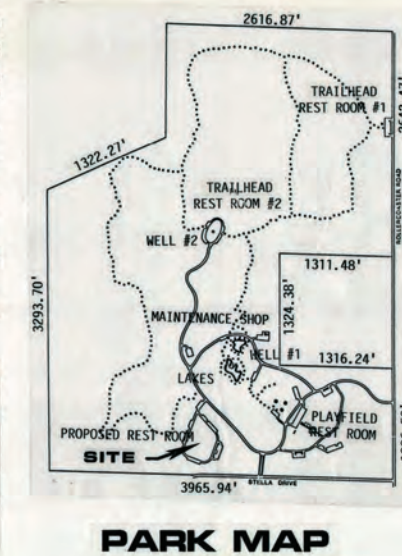 2616.87'
TRAILHEAD
REST ROOM #1
ROLLERCOASTER ROAD
1322.27'
TRAILHEAD
REST ROOM #2
WELL #2
1311.48'
1324.38'
3293.70'
MAINTENANCE SHOP
WELL #1
1316.24'
LAKES
PLAYFIELD
REST ROOM
PROPOSED REST ROOM
SITE
3965.94'
STELLA DRIVE
PARK MAP